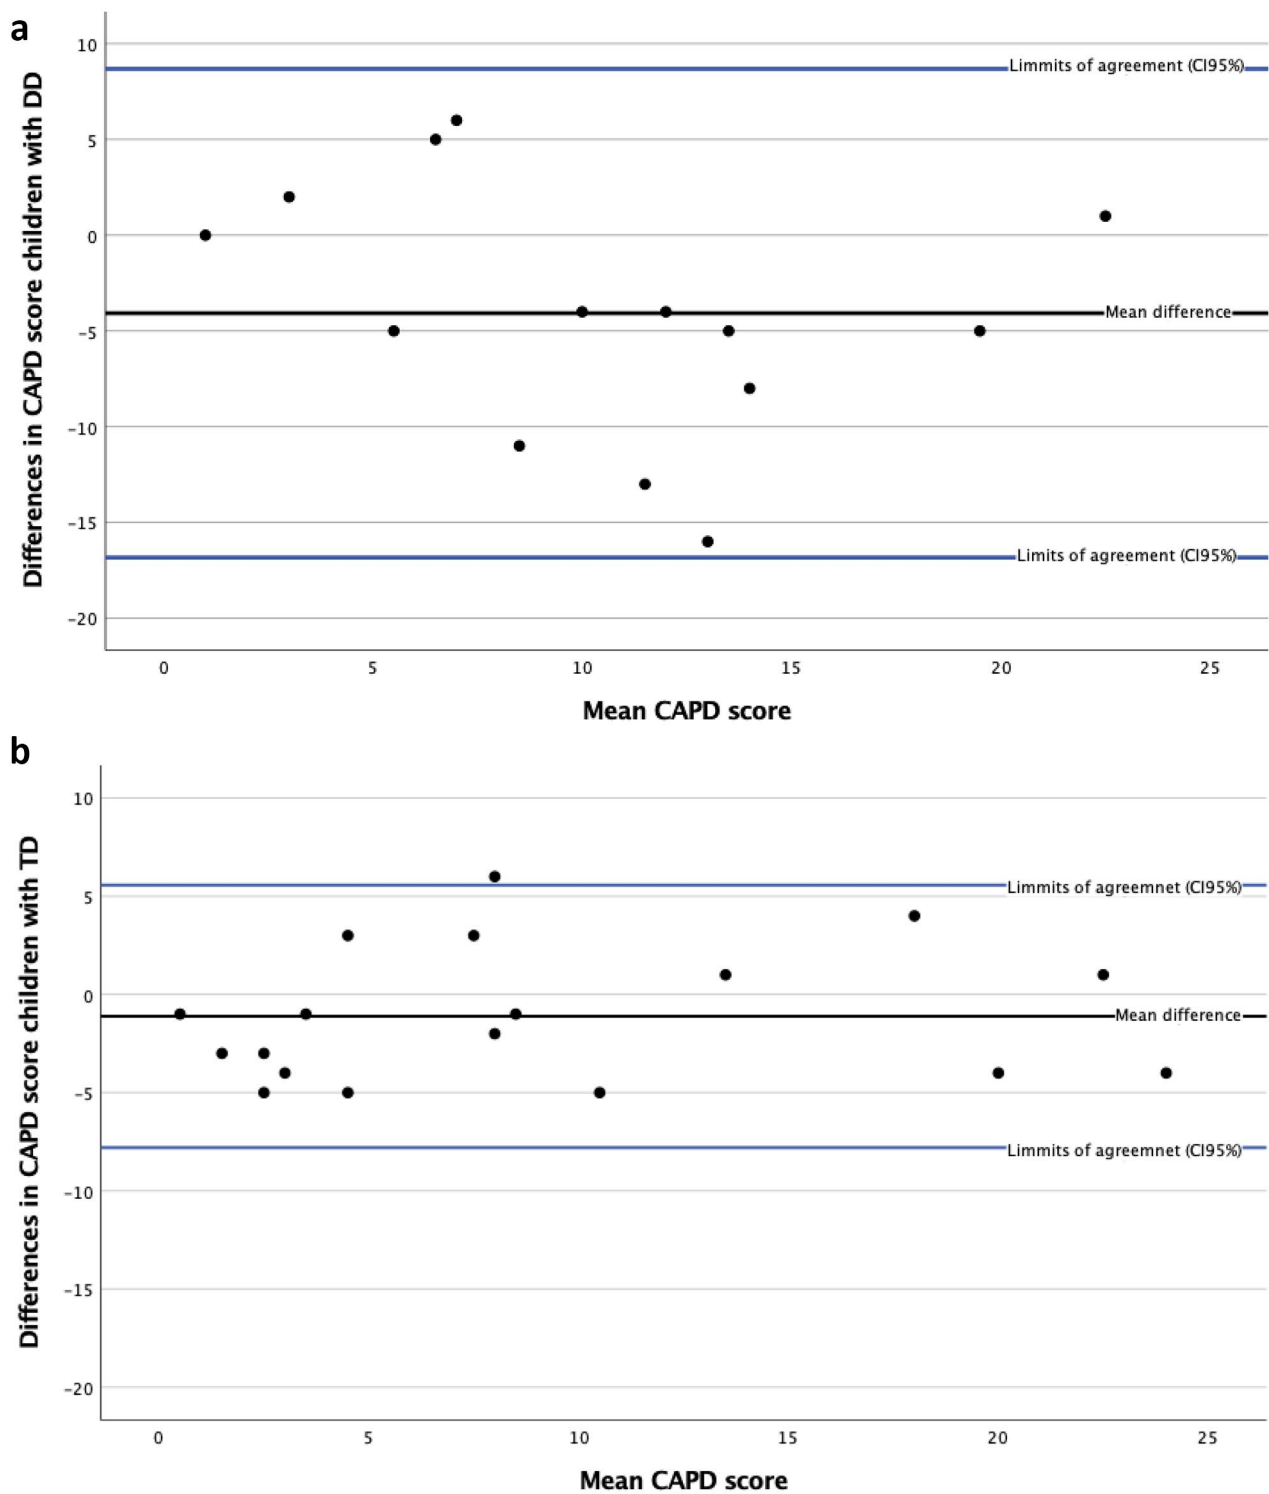 a
Differences in CAPD score children with DD
10
5
0
−5
−10
−15
−20
Limmits of agreement (CI95%)
Mean difference
Limits of agreement (CI95%)
0 5 10 15 20 25
Mean CAPD score
b
Differences in CAPD score children with TD
10
5
0
−5
−10
−15
−20
Limmits of agreemnet (CI95%)
Mean difference
Limmits of agreemnet (CI95%)
0 5 10 15 20 25
Mean CAPD score